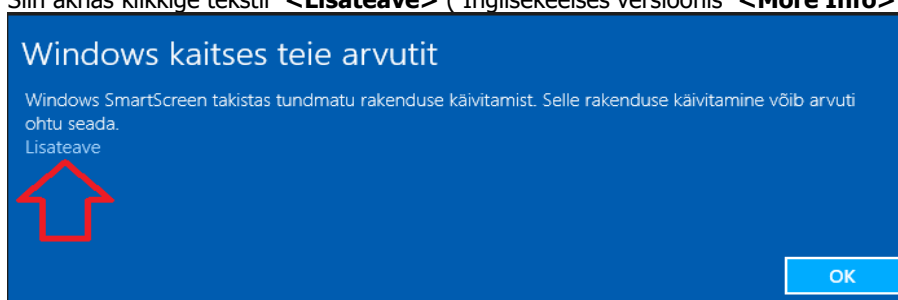 Siin aknas klikkige tekstil <Lisateave> ( Inglisekeelses versioonis <More Info>
Windows kaitses teie arvutit
Windows SmartScreen takistas tundmatu rakenduse käivitamist. Selle rakenduse käivitamine võib arvuti
ohtu seada.
Lisateave
OK